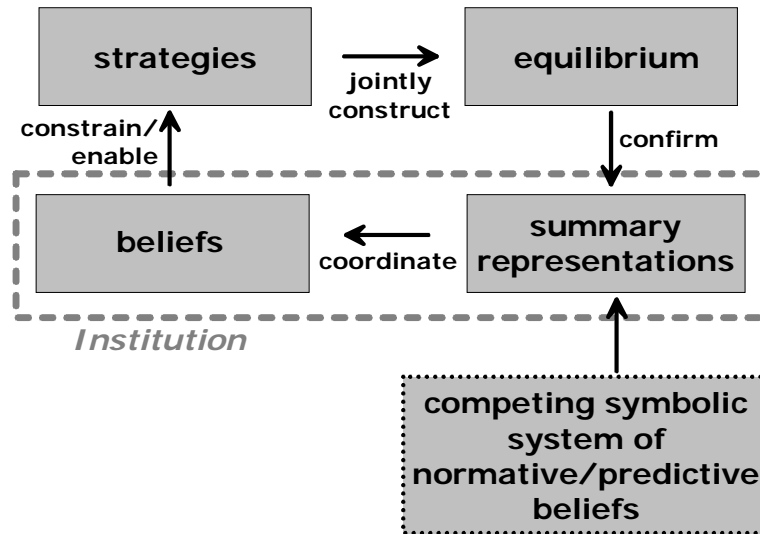 strategies
jointly
construct
equilibrium
constrain/
enable
confirm
beliefs
coordinate
summary
representations
Institution
competing symbolic
system of
normative/predictive
beliefs